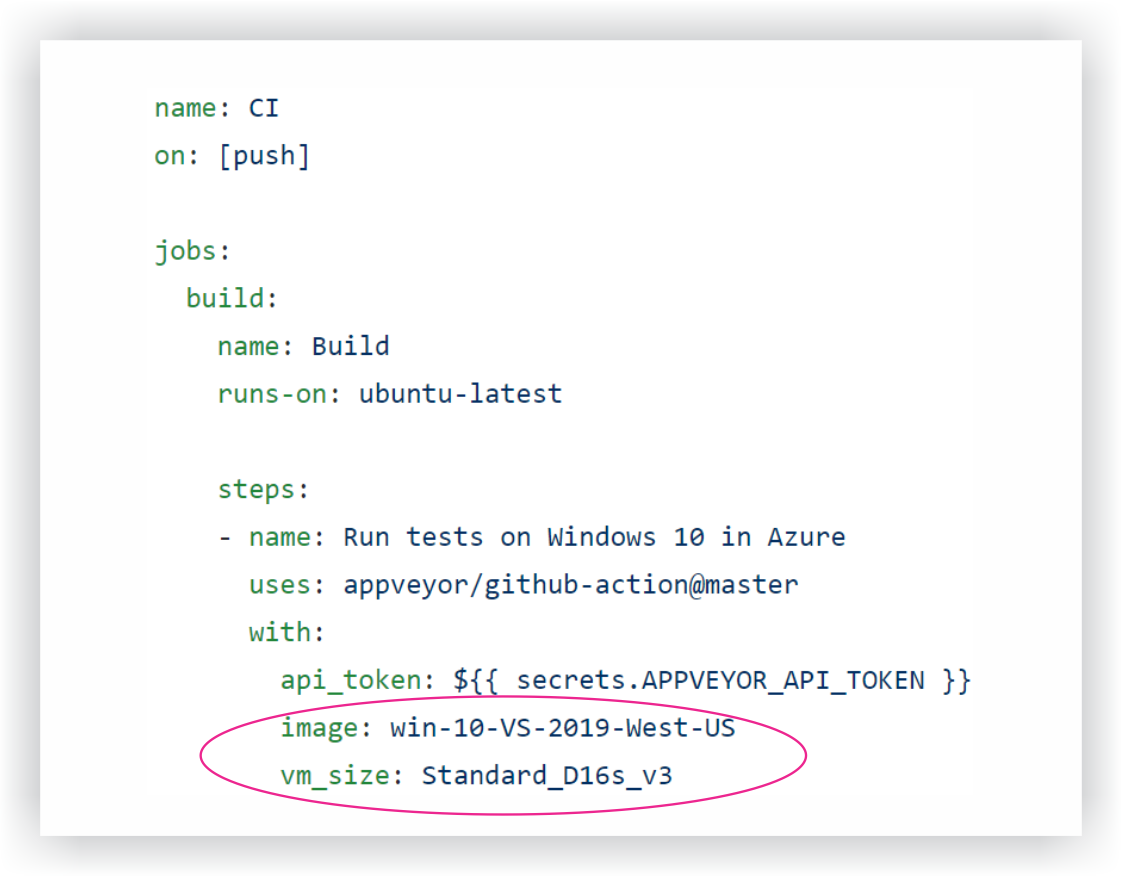 name: CI
on: [push]
jobs:
build:
name: Build
runs-on: ubuntu-latest
steps:
- name: Run tests on Windows 10 in Azure
uses: appveyor/github-action@master
with:
api_token: ${{ secrets.APPVEYOR_API_TOKEN }}
image: win-10-VS-2019-West-US
vm_size: Standard_D16s_v3